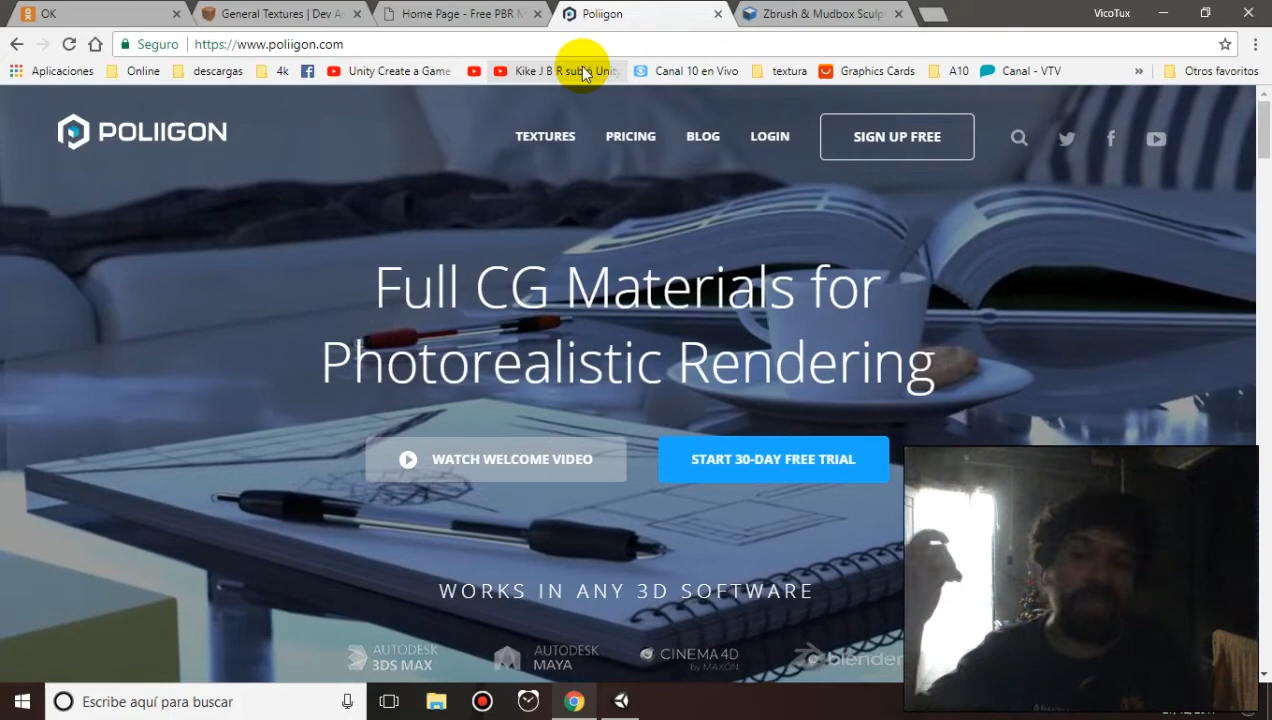 OK
General Textures | Dev As
Home Page - Free PBR M
Poliigon
Zbrush & Mudbox Sculp
VicoTux
Seguro
https://www.poliigon.com
Aplicaciones
Online
descargas
4k
Unity Create a Game
Kike J B R subió Unity
Canal 10 en Vivo
textura
Graphics Cards
A10
Canal - VTV
»
Otros favoritos
POLIIGON
TEXTURES
PRICING
BLOG
LOGIN
SIGN UP FREE
Full CG Materials for
Photorealistic Rendering
WATCH WELCOME VIDEO
START 30-DAY FREE TRIAL
WORKS IN ANY 3D SOFTWARE
AUTODESK
3DS MAX
AUTODESK
MAYA
CINEMA 4D
by MAXON
blender
Escribe aquí para buscar